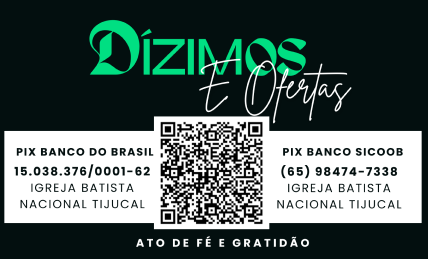 DÍZIMOS
E Ofertas
PIX BANCO DO BRASIL
15.038.376/0001-62
IGREJA BATISTA
NACIONAL TIJUCAL
PIX BANCO SICOOB
(65) 98474-7338
IGREJA BATISTA
NACIONAL TIJUCAL
ATO DE FÉ E GRATIDÃO